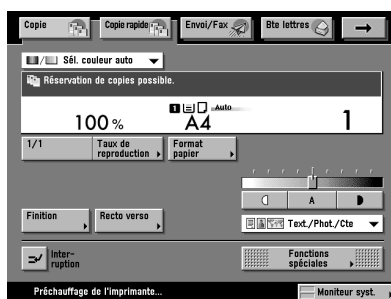 Copie
Copie rapide
Envoi/Fax
Bte lettres
Sél. couleur auto
Réservation de copies possible.
100 %
1
Auto
A4
1
1/1
Taux de
reproduction
Format
papier
A
Finition
Recto verso
Text./Phot./Cte
Inter-
ruption
Fonctions
spéciales
Préchauffage de l'imprimante...
Moniteur syst.